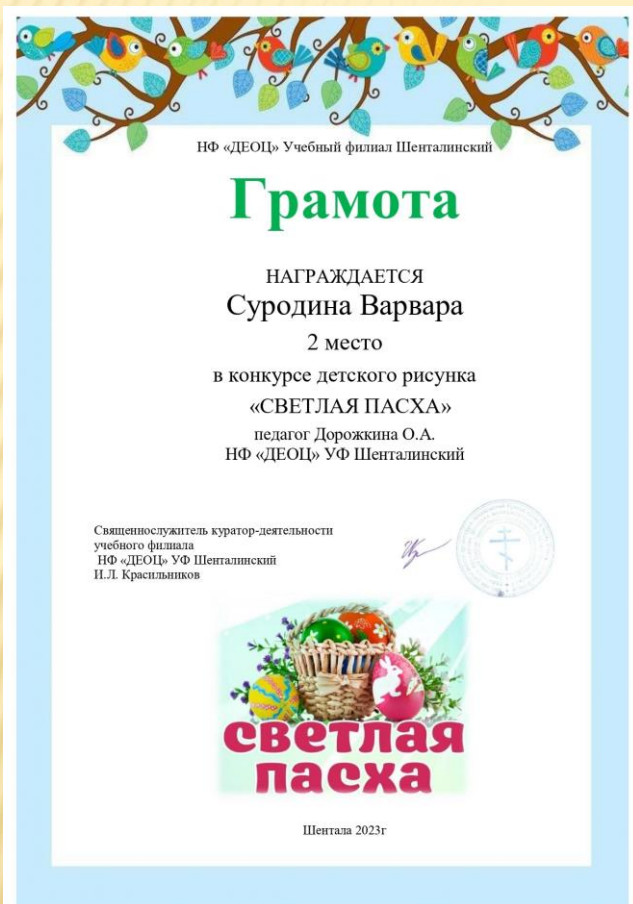 НФ «ДЕОЦ» Учебный филиал Шенталинский
Грамота
НАГРАЖДАЕТСЯ
Суродина Варвара
2 место
в конкурсе детского рисунка
«СВЕТЛАЯ ПАСХА»
педагог Дорожкина О.А.
НФ «ДЕОЦ» УФ Шенталинский
Священнослужитель куратор-деятельности
учебного филиала
НФ «ДЕОЦ» УФ Шенталинский
И.Л. Красильников
светлая
пасха
Шентала 2023г